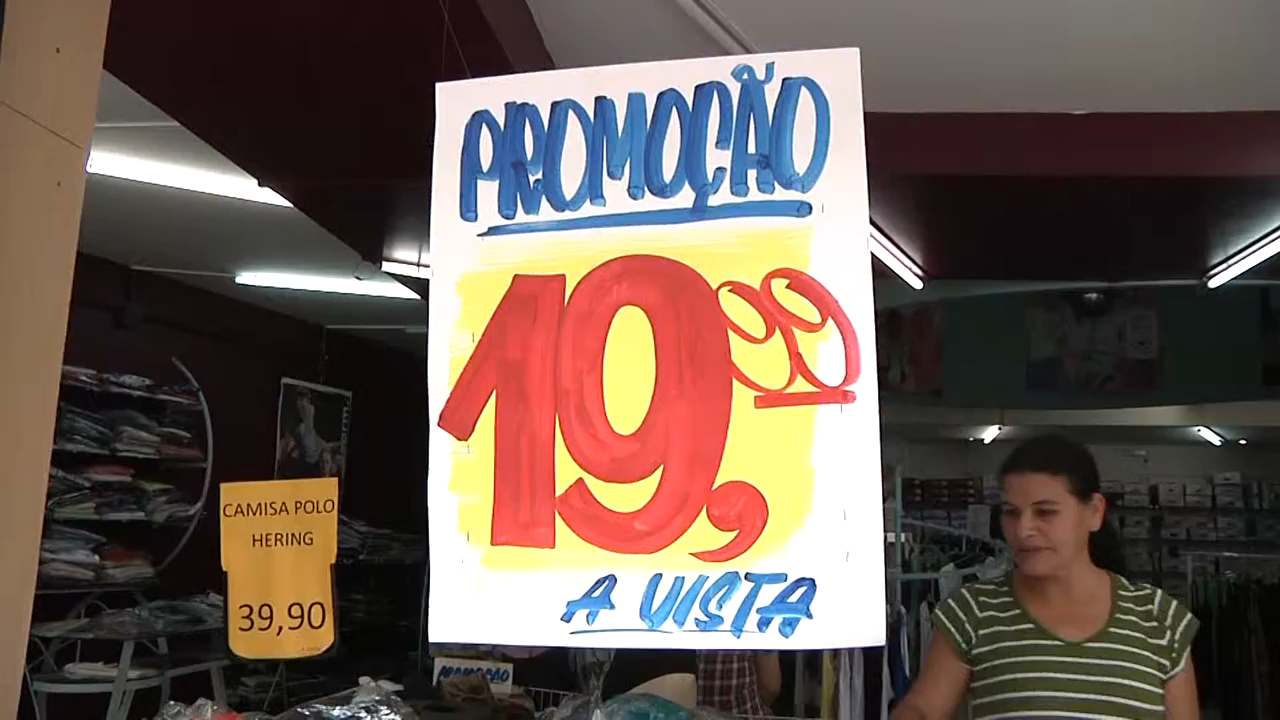 PROMOÇÃO
19,99
A VISTA
CAMISA POLO
HERING
39,90
PROMOÇÃO